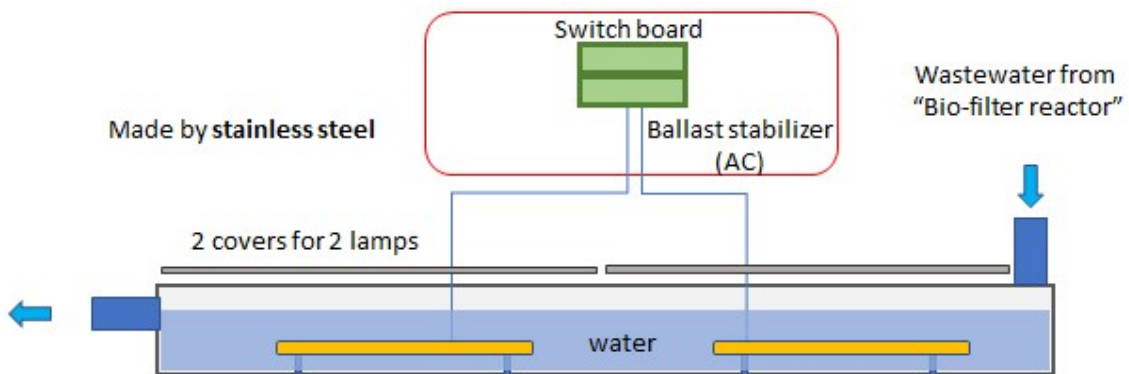 Switch board
Wastewater from
“Bio-filter reactor”
Made by stainless steel
Ballast stabilizer
(AC)
2 covers for 2 lamps
water